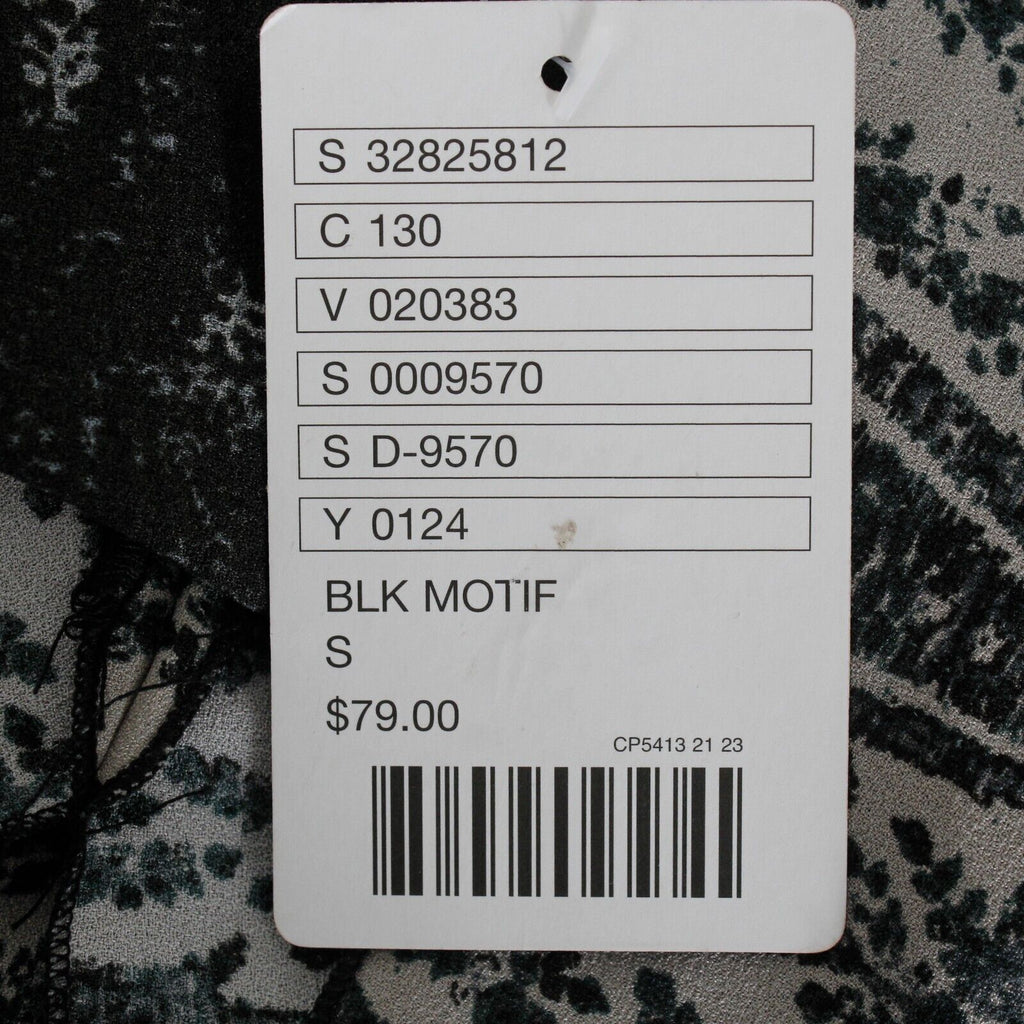 S 32825812
C 130
V 020383
S 0009570
S D-9570
Y 0124
BLK MOTIF
S
$79.00
CP5413 21 23